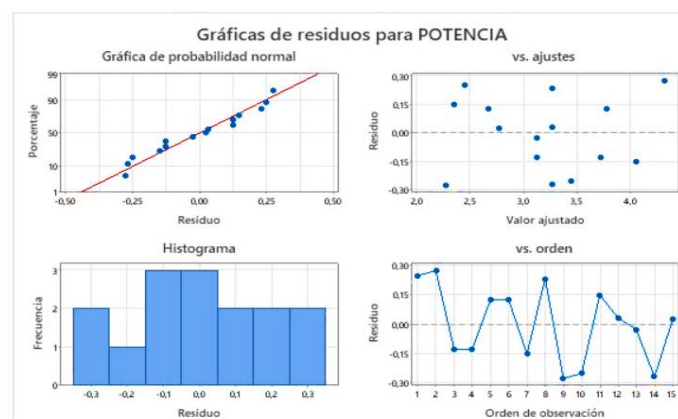 Gráficas de residuos para POTENCIA
Gráfica de probabilidad normal
99
90
50
10
1
Porcentaje
-0,50
-0,25
0,00
0,25
0,50
Residuo
vs. ajustes
0,30
0,15
0,00
-0,15
-0,30
Residuo
2,0
2,5
3,0
3,5
4,0
Valor ajustado
Histograma
3
2
1
0
Frecuencia
-0,3
-0,2
-0,1
0,0
0,1
0,2
0,3
Residuo
vs. orden
0,30
0,15
0,00
-0,15
-0,30
Residuo
1 2 3 4 5 6 7 8 9 10 11 12 13 14 15
Orden de observación